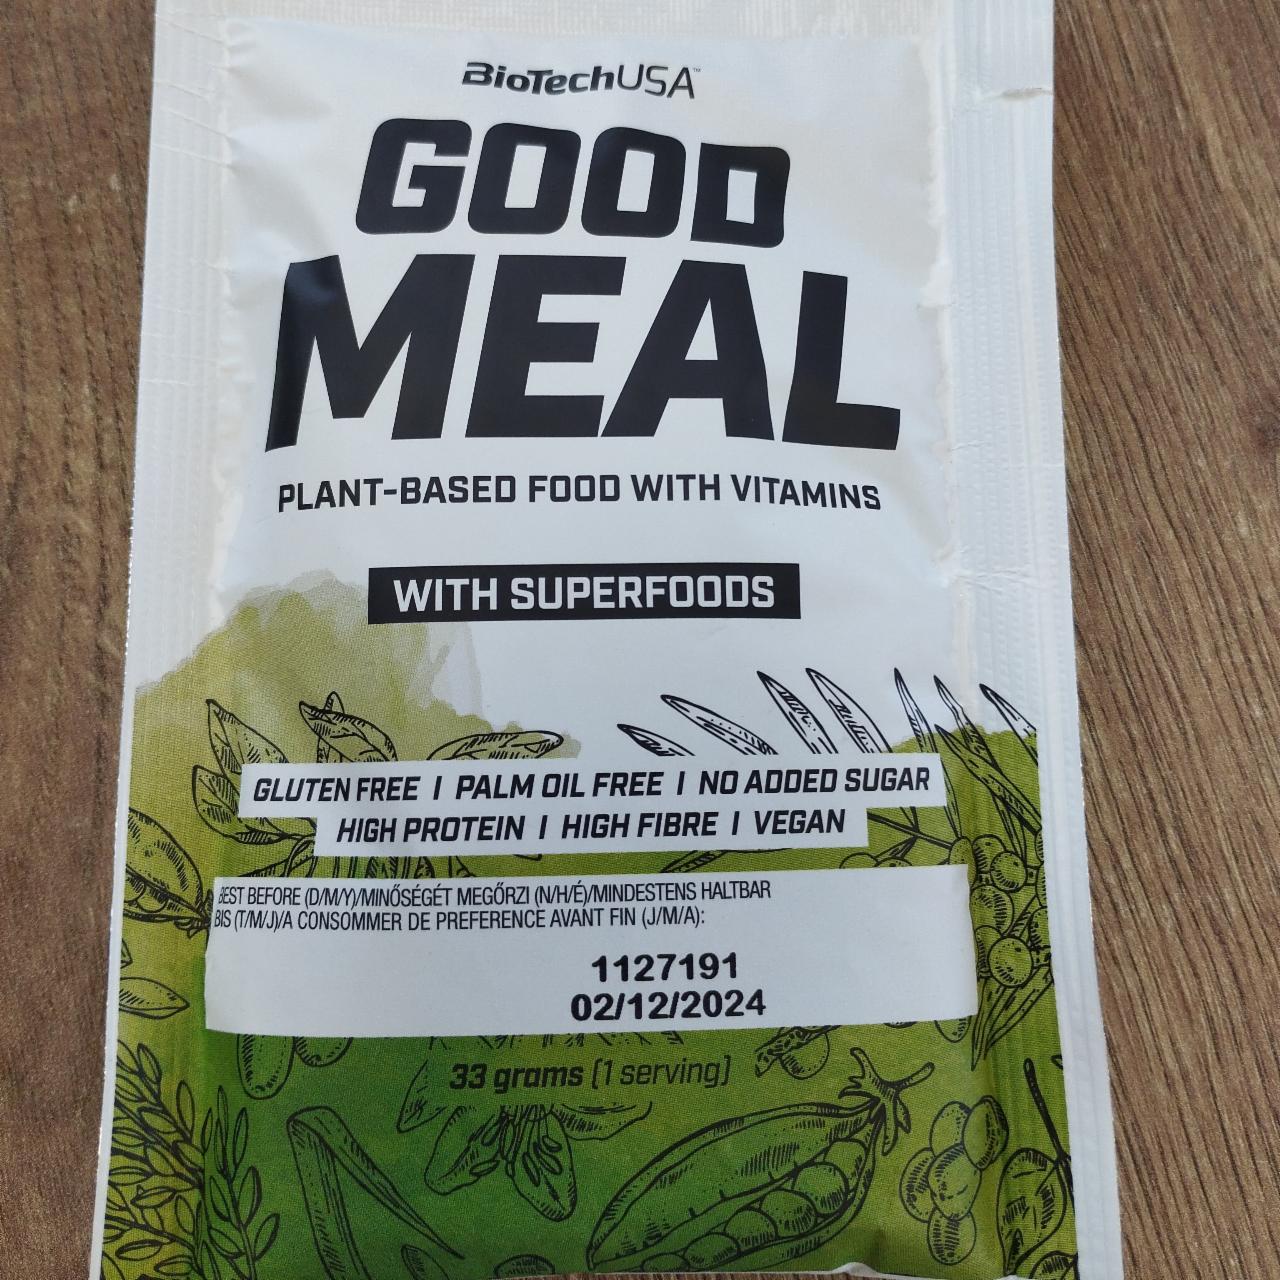 BioTechUSA™
GOOD
MEAL
PLANT-BASED FOOD WITH VITAMINS
WITH SUPERFOODS
GLUTEN FREE I PALM OIL FREE I NO ADDED SUGAR
HIGH PROTEIN I HIGH FIBRE I VEGAN
BEST BEFORE (D/M/Y)/MINŐSÉGÉT MEGŐRZI (N/H/É)/MINDESTENS HALTBAR
BIS (T/M/J)/A CONSOMMER DE PREFERENCE AVANT FIN (J/M/A):
1127191
02/12/2024
33 grams (1 serving)